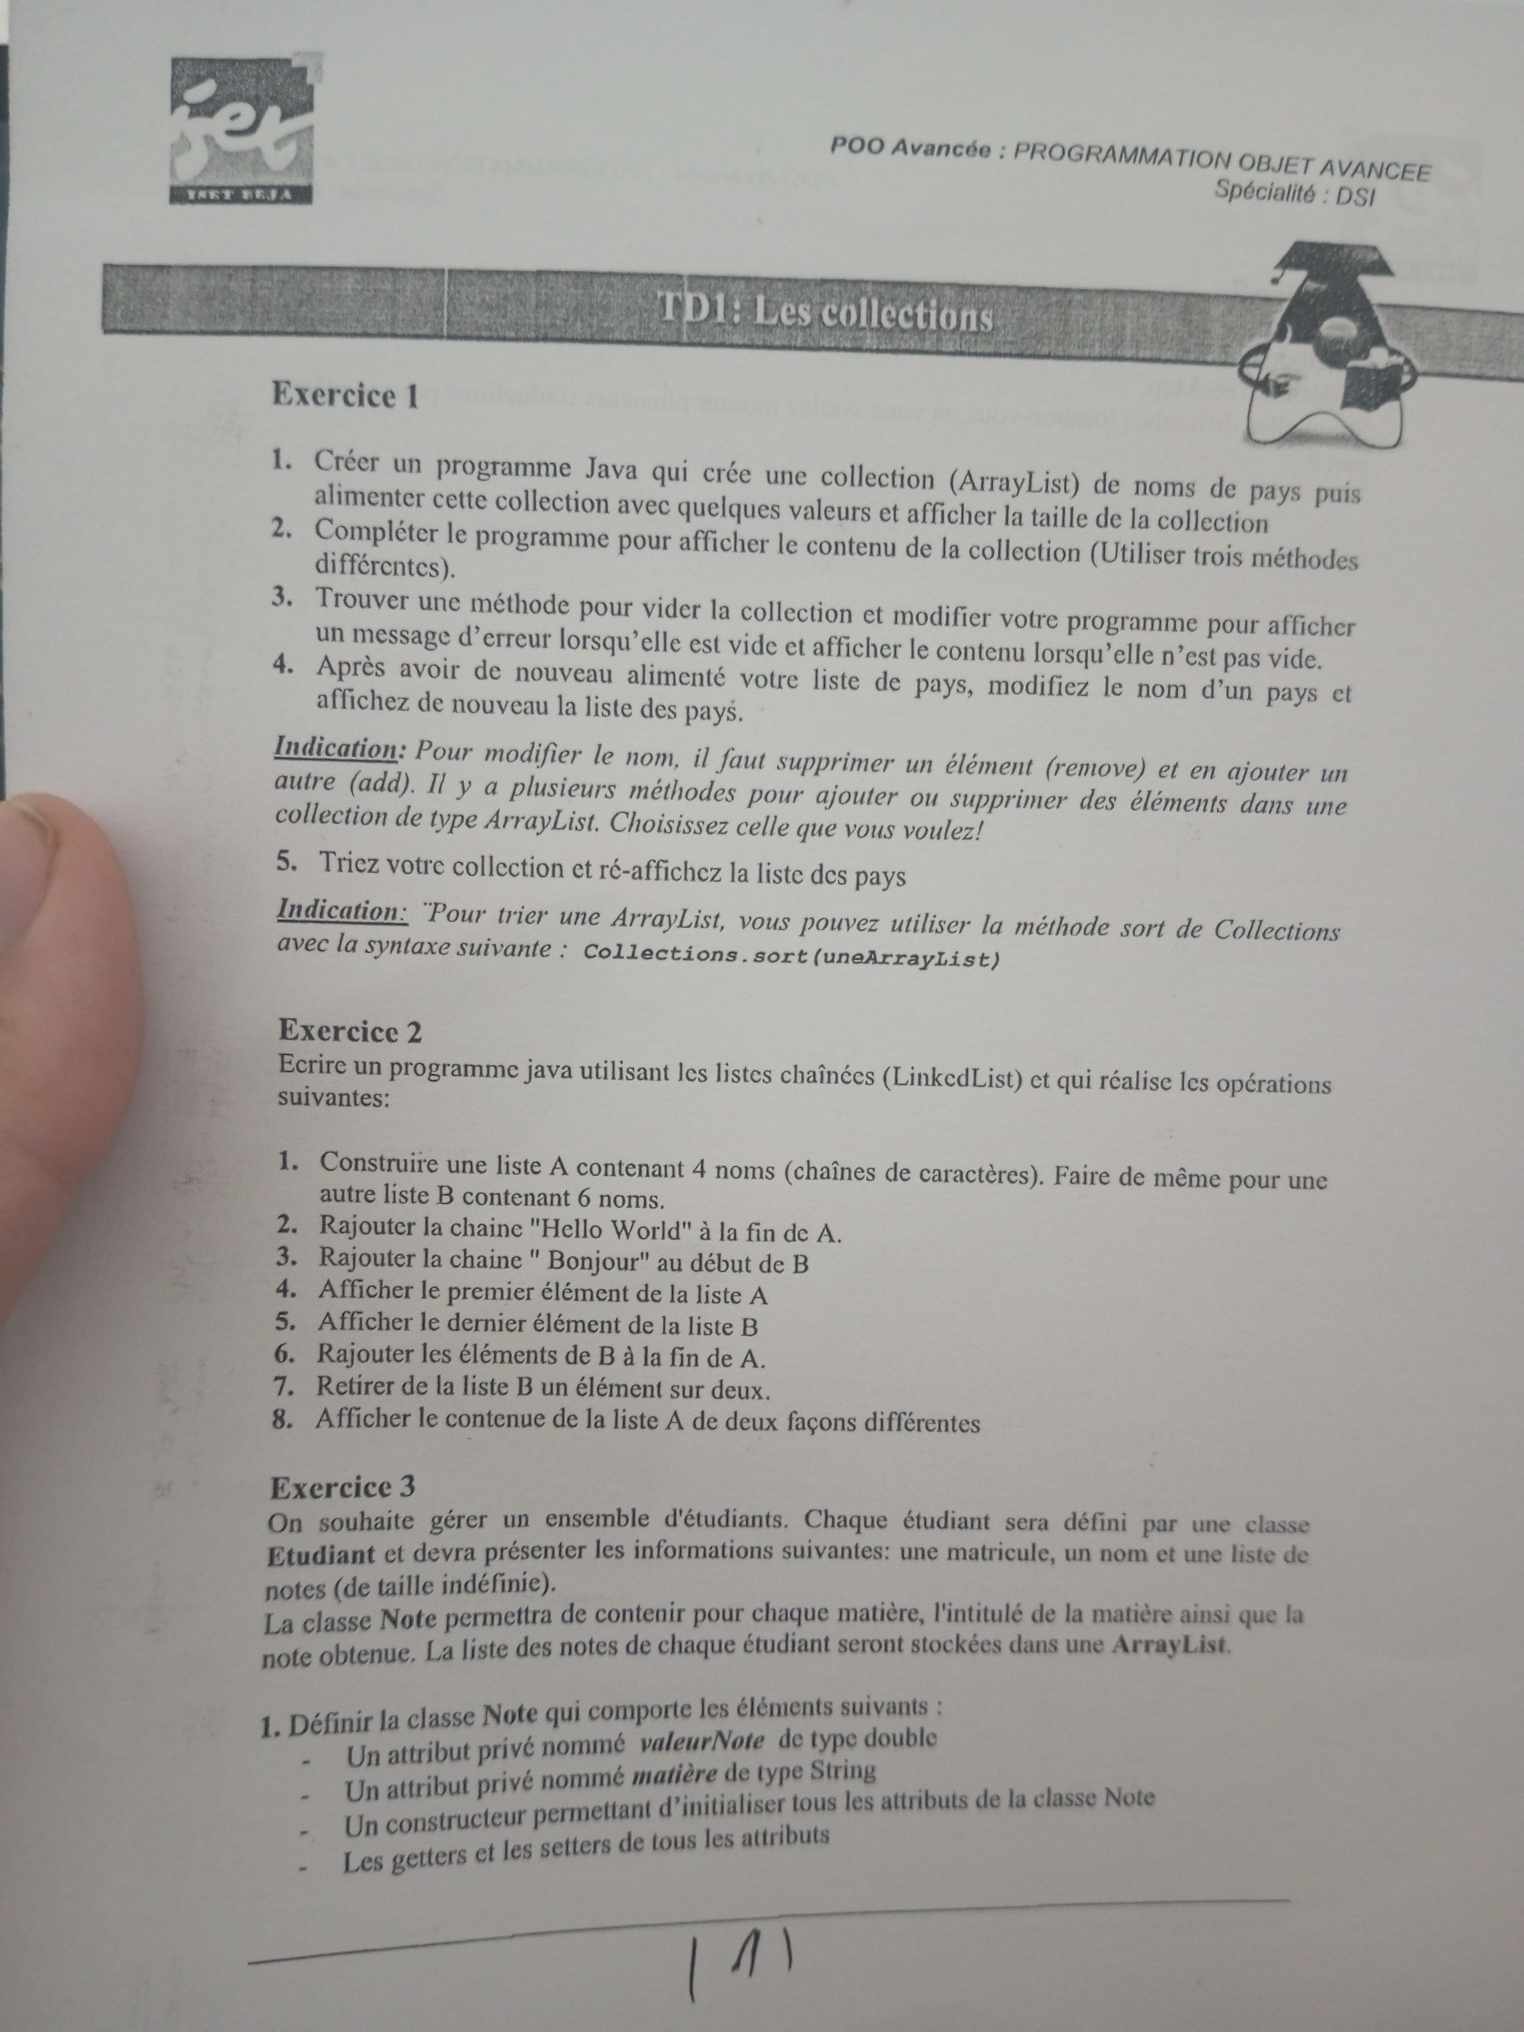 iset
ISET BEJA
POO Avancée : PROGRAMMATION OBJET AVANCEE
Spécialité : DSI
TD1: Les collections
Exercice 1
1. Créer un programme Java qui crée une collection (ArrayList) de noms de pays puis
alimenter cette collection avec quelques valeurs et afficher la taille de la collection
2. Compléter le programme pour afficher le contenu de la collection (Utiliser trois méthodes
différentes).
3. Trouver une méthode pour vider la collection et modifier votre programme pour afficher
un message d'erreur lorsqu'elle est vide et afficher le contenu lorsqu'elle n'est pas vide.
4. Après avoir de nouveau alimenté votre liste de pays, modifiez le nom d'un pays et
affichez de nouveau la liste des pays.
Indication: Pour modifier le nom, il faut supprimer un élément (remove) et en ajouter un
autre (add). Il y a plusieurs méthodes pour ajouter ou supprimer des éléments dans une
collection de type ArrayList. Choisissez celle que vous voulez!
5. Triez votre collection et ré-affichez la liste des pays
Indication: ¨Pour trier une ArrayList, vous pouvez utiliser la méthode sort de Collections
avec la syntaxe suivante : Collections.sort(uneArrayList)
Exercice 2
Ecrire un programme java utilisant les listes chaînées (LinkedList) et qui réalise les opérations
suivantes:
1. Construire une liste A contenant 4 noms (chaînes de caractères). Faire de même pour une
autre liste B contenant 6 noms.
2. Rajouter la chaine "Hello World" à la fin de A.
3. Rajouter la chaine " Bonjour" au début de B
4. Afficher le premier élément de la liste A
5. Afficher le dernier élément de la liste B
6. Rajouter les éléments de B à la fin de A.
7. Retirer de la liste B un élément sur deux.
8. Afficher le contenue de la liste A de deux façons différentes
Exercice 3
On souhaite gérer un ensemble d'étudiants. Chaque étudiant sera défini par une classe
Etudiant et devra présenter les informations suivantes: une matricule, un nom et une liste de
notes (de taille indéfinie).
La classe Note permettra de contenir pour chaque matière, l'intitulé de la matière ainsi que la
note obtenue. La liste des notes de chaque étudiant seront stockées dans une ArrayList.
1. Définir la classe Note qui comporte les éléments suivants :
- Un attribut privé nommé valeurNote de type double
- Un attribut privé nommé matière de type String
- Un constructeur permettant d'initialiser tous les attributs de la classe Note
- Les getters et les setters de tous les attributs
| 1 |